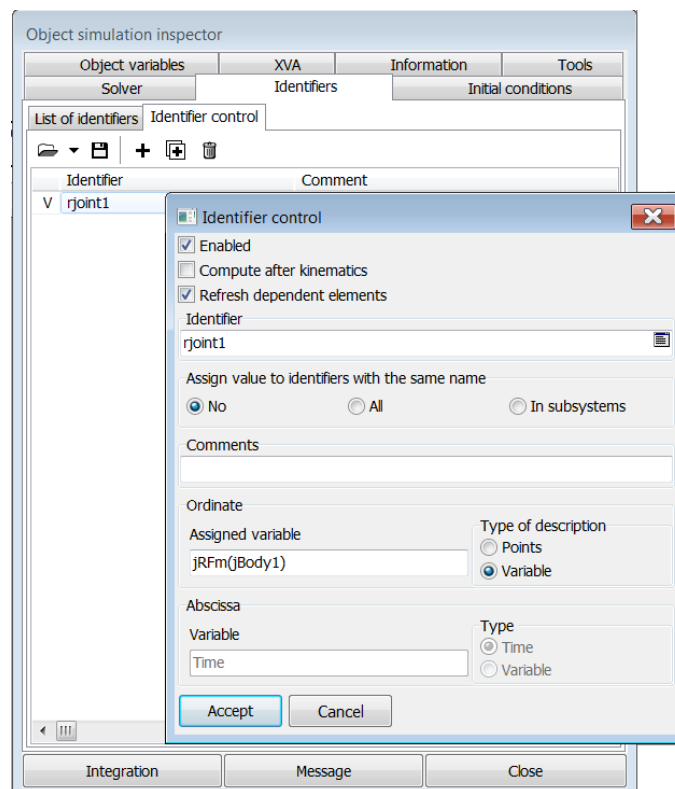 Object simulation inspector
Object variables XVA Information Tools
Solver Identifiers Initial conditions
List of identifiers Identifier control
Identifier Comment
V rjoint1
Identifier control
Enabled
Compute after kinematics
Refresh dependent elements
Identifier
rjoint1
Assign value to identifiers with the same name
No All In subsystems
Comments
Ordinate
Assigned variable
jRFm(jBody1)
Type of description
Points
Variable
Abscissa
Variable
Time
Type
Time
Variable
Accept Cancel
Integration Message Close